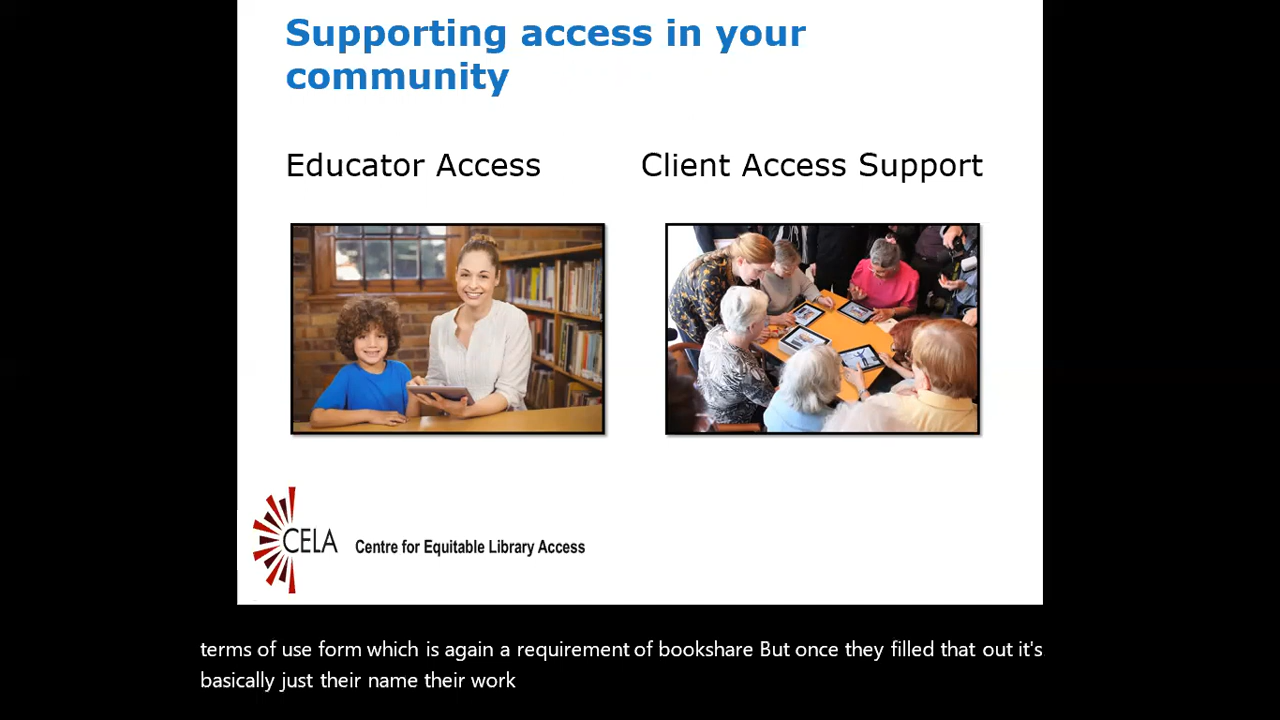 Supporting access in your
community
Educator Access
Client Access Support
CELA
Centre for Equitable Library Access
terms of use form which is again a requirement of bookshare But once they filled that out it's
basically just their name their work